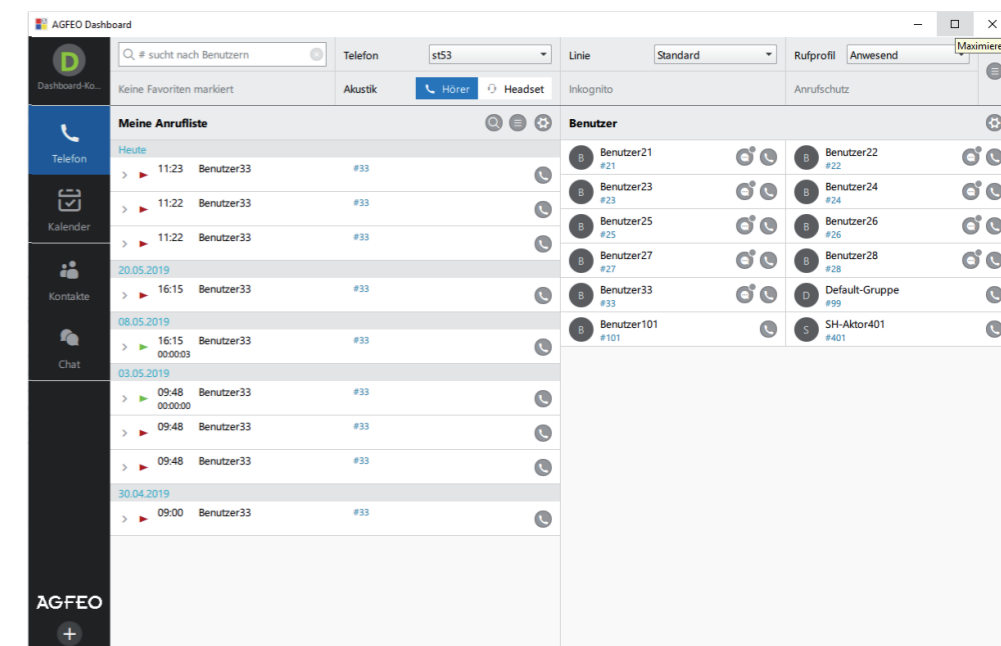 AGFEO Dashboard
Maximiere
D
Dashboard-Ko...
# sucht nach Benutzern
Telefon
st53
Linie
Standard
Rufprofil
Anwesend
Keine Favoriten markiert
Akustik
Hörer
Headset
Inkognito
Anrufschutz
Telefon
Kalender
Kontakte
Chat
AGFEO
Meine Anrufliste
Heute
11:23 Benutzer33 #33
11:22 Benutzer33 #33
11:22 Benutzer33 #33
20.05.2019
16:15 Benutzer33 #33
08.05.2019
16:15 Benutzer33 #33
00:00:03
03.05.2019
09:48 Benutzer33 #33
00:00:00
09:48 Benutzer33 #33
09:48 Benutzer33 #33
30.04.2019
09:00 Benutzer33 #33
Benutzer
B Benutzer21
#21
B Benutzer22
#22
B Benutzer23
#23
B Benutzer24
#24
B Benutzer25
#25
B Benutzer26
#26
B Benutzer27
#27
B Benutzer28
#28
B Benutzer33
#33
D Default-Gruppe
#99
B Benutzer101
#101
S SH-Aktor401
#401